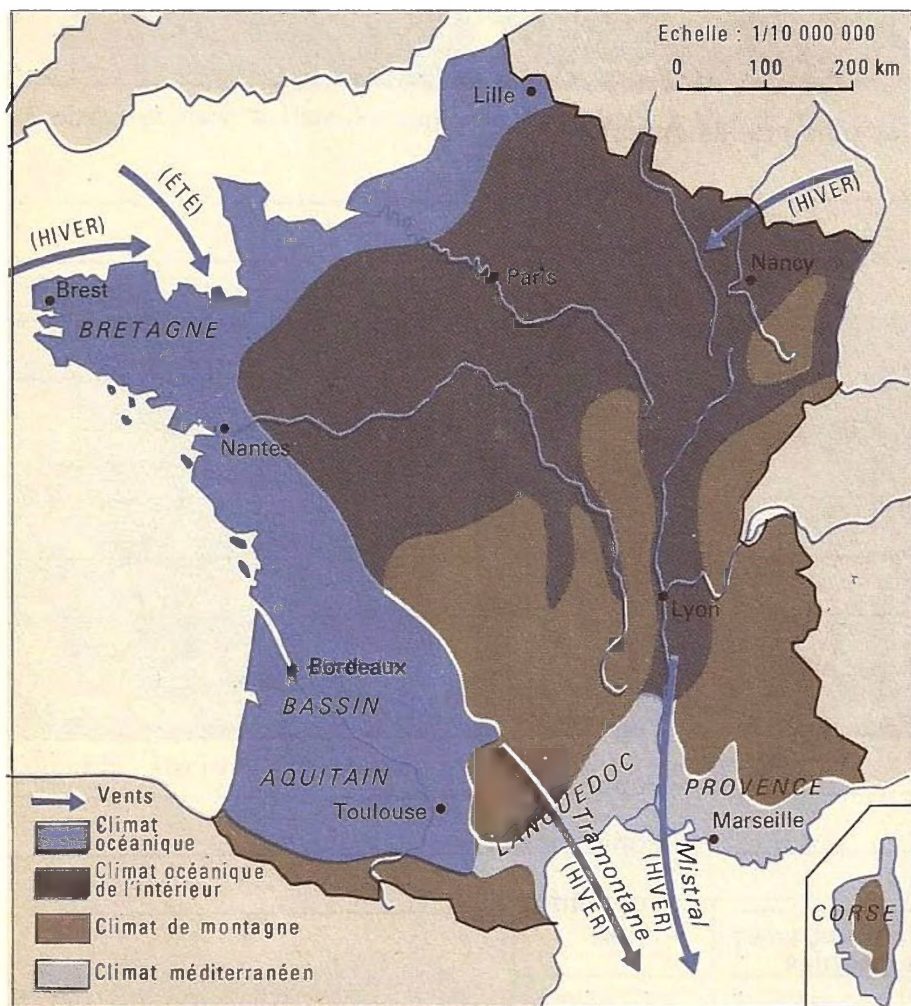 Echelle : 1/10 000 000
0 100 200 km
Lille
(ÉTÉ)
(HIVER)
(HIVER)
Brest
BRETAGNE
Paris
Nancy
Nantes
Lyon
Bordeaux
BASSIN
AQUITAIN
Toulouse
LANGUEDOC
PROVENCE
Marseille
Tramontane
(HIVER)
Mistral
(HIVER)
CORSE
Vents
Climat
océanique
Climat océanique
de l'intérieur
Climat de montagne
Climat méditerranéen